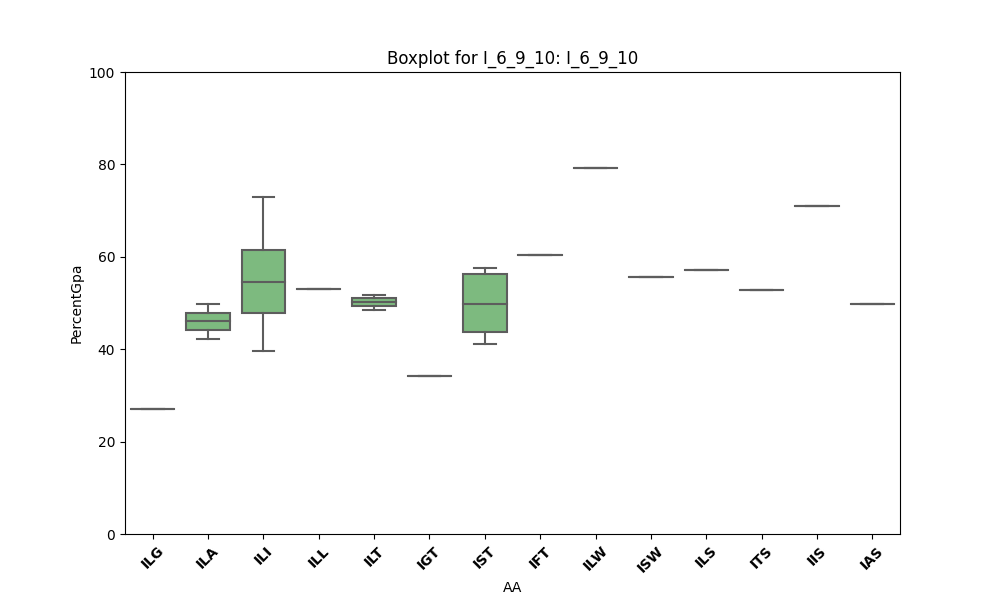 Boxplot for I_6_9_10: I_6_9_10
PercentGpa
100
80
60
40
20
0
ILG ILA ILI ILL ILT IGT IST IFT ILW ISW ILS ITS IIS IAS
AA